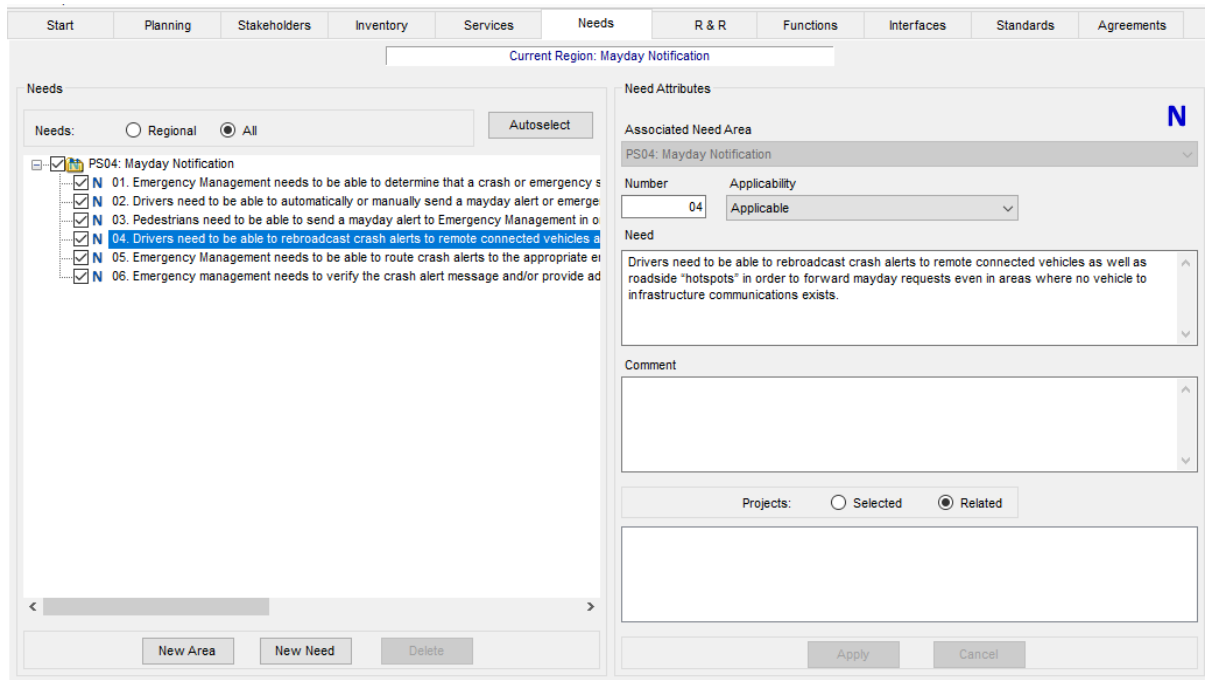 Start Planning Stakeholders Inventory Services Needs R & R Functions Interfaces Standards Agreements
Current Region: Mayday Notification
Needs
Needs: Regional All Autoselect
PS04: Mayday Notification
N 01. Emergency Management needs to be able to determine that a crash or emergency s
N 02. Drivers need to be able to automatically or manually send a mayday alert or emerge
N 03. Pedestrians need to be able to send a mayday alert to Emergency Management in o
N 04. Drivers need to be able to rebroadcast crash alerts to remote connected vehicles a
N 05. Emergency Management needs to be able to route crash alerts to the appropriate e
N 06. Emergency management needs to verify the crash alert message and/or provide ad
New Area New Need Delete
Need Attributes
N
Associated Need Area
PS04: Mayday Notification
Number Applicability
04 Applicable
Need
Drivers need to be able to rebroadcast crash alerts to remote connected vehicles as well as
roadside “hotspots” in order to forward mayday requests even in areas where no vehicle to
infrastructure communications exists.
Comment
Projects: Selected Related
Apply Cancel